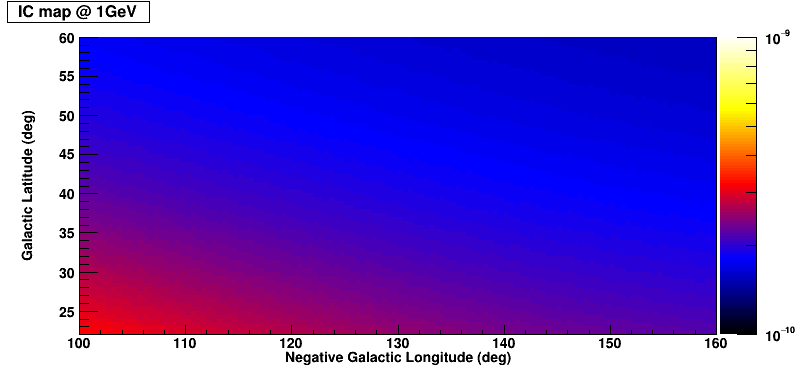 IC map @ 1GeV
Galactic Latitude (deg)
60
55
50
45
40
35
30
25
100 110 120 130 140 150 160
Negative Galactic Longitude (deg)
10⁻⁹
10⁻¹⁰